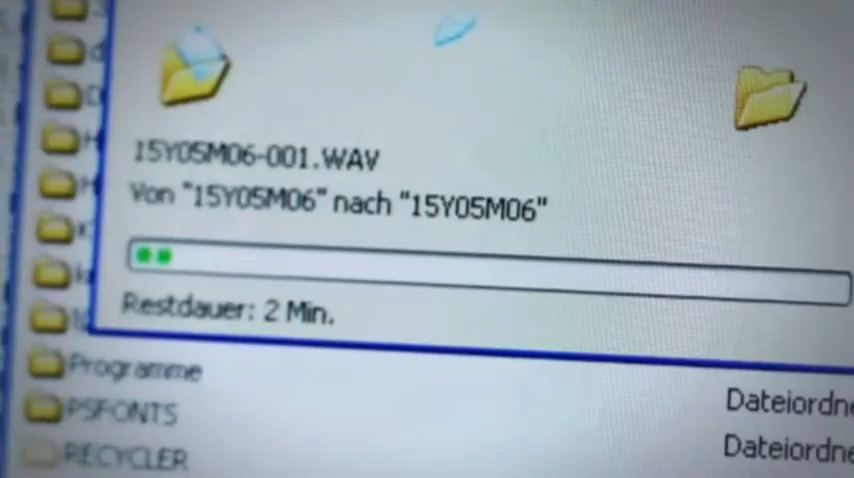 15Y05M06-001.WAV
Von "15Y05M06" nach "15Y05M06"
Restdauer: 2 Min.
Programme
PSFONTS
Dateiordne
RECYCLER
Dateiordne